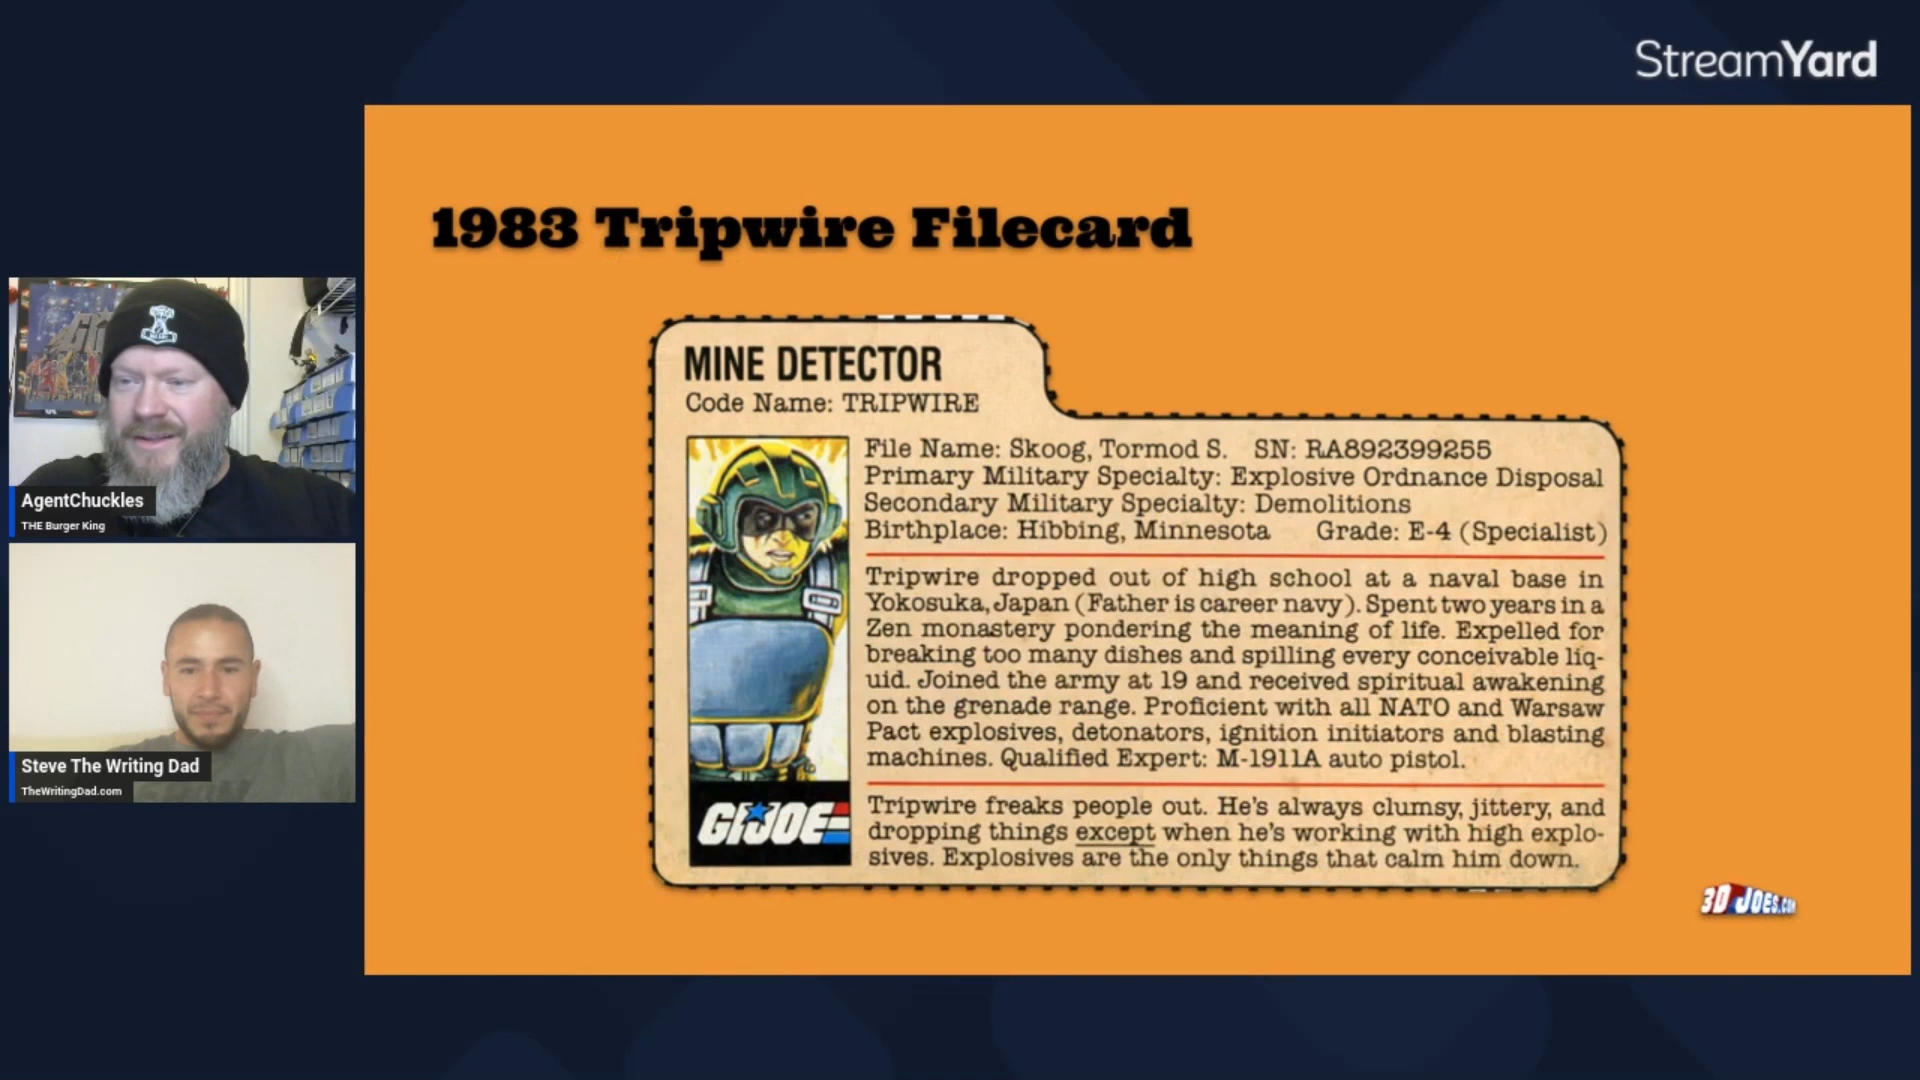 StreamYard
1983 Tripwire Filecard
MINE DETECTOR
Code Name: TRIPWIRE
File Name: Skoog, Tormod S. SN: RA892399255
Primary Military Specialty: Explosive Ordnance Disposal
Secondary Military Specialty: Demolitions
Birthplace: Hibbing, Minnesota Grade: E-4 (Specialist)
Tripwire dropped out of high school at a naval base in
Yokosuka, Japan (Father is career navy). Spent two years in a
Zen monastery pondering the meaning of life. Expelled for
breaking too many dishes and spilling every conceivable liq-
uid. Joined the army at 19 and received spiritual awakening
on the grenade range. Proficient with all NATO and Warsaw
Pact explosives, detonators, ignition initiators and blasting
machines. Qualified Expert: M-1911A auto pistol.
Tripwire freaks people out. He's always clumsy, jittery, and
dropping things except when he's working with high explo-
sives. Explosives are the only things that calm him down.
GI JOE
3D JOES.COM
AgentChuckles
THE Burger King
Steve The Writing Dad
TheWritingDad.com